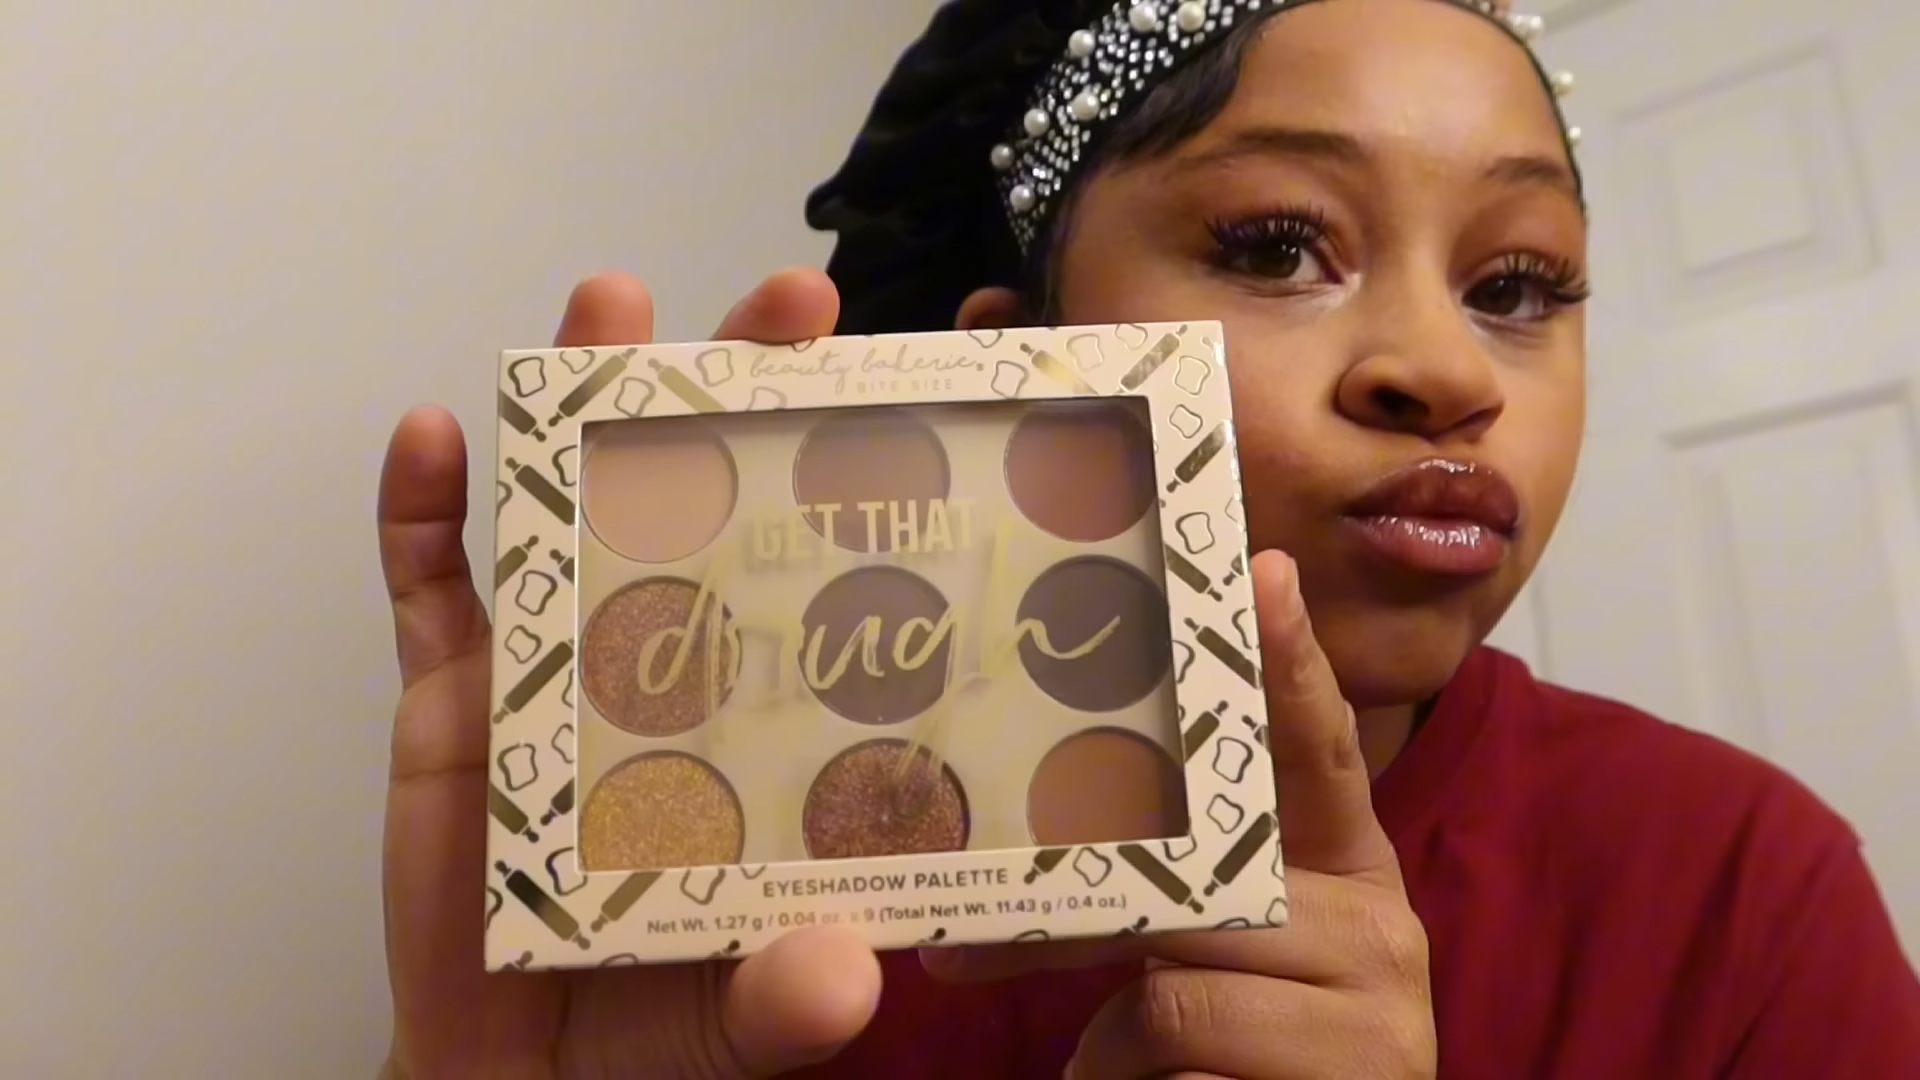 beauty bakerie
BITE SIZE
GET THAT
dough
EYESHADOW PALETTE
Net Wt. 1.27 g / 0.04 oz. x 9 (Total Net Wt. 11.43 g / 0.4 oz.)